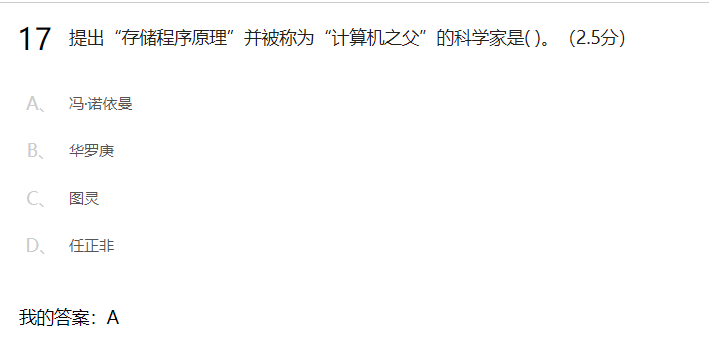 17 提出“存储程序原理”并被称为“计算机之父”的科学家是( )。（2.5分）
A、 冯·诺依曼
B、 华罗庚
C、 图灵
D、 任正非
我的答案：A